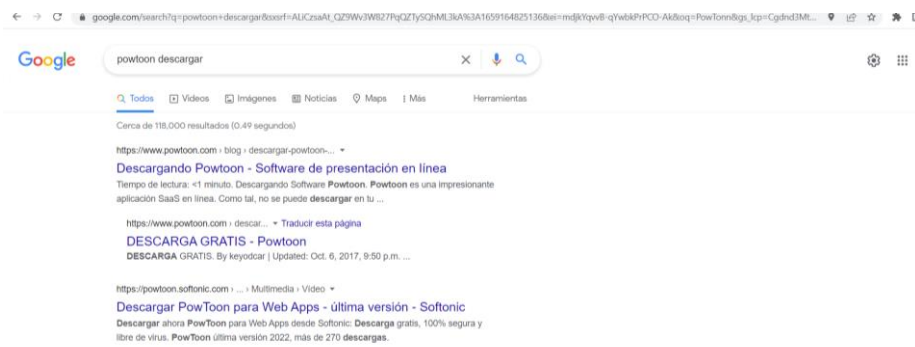 google.com/search?q=powtoon+descargar&oxsrf=ALiCzsaAt_QZ9Wv3W827PqQZTySQhML3kA%3A1659164825136&ei=mdjkYqvvB-qYwbkPrPCO-Ak&oq=PowTonn&gs_lcp=Cgdnd3Mt...
Google
powtoon descargar
Todos Videos Imágenes Noticias Maps Más Herramientas
Cerca de 118,000 resultados (0.49 segundos)
https://www.powtoon.com › blog › descargar-powtoon-...
Descargando Powtoon - Software de presentación en línea
Tiempo de lectura: <1 minuto. Descargando Software Powtoon. Powtoon es una impresionante
aplicación SaaS en línea. Como tal, no se puede descargar en tu ...
https://www.powtoon.com › descar... Traducir esta página
DESCARGA GRATIS - Powtoon
DESCARGA GRATIS. By keyodcar | Updated: Oct. 6, 2017, 9:50 p.m. ...
https://powtoon.softonic.com › ... › Multimedia › Vídeo
Descargar PowToon para Web Apps - última versión - Softonic
Descargar ahora PowToon para Web Apps desde Softonic: Descarga gratis, 100% segura y
libre de virus. PowToon última versión 2022, más de 270 descargas.